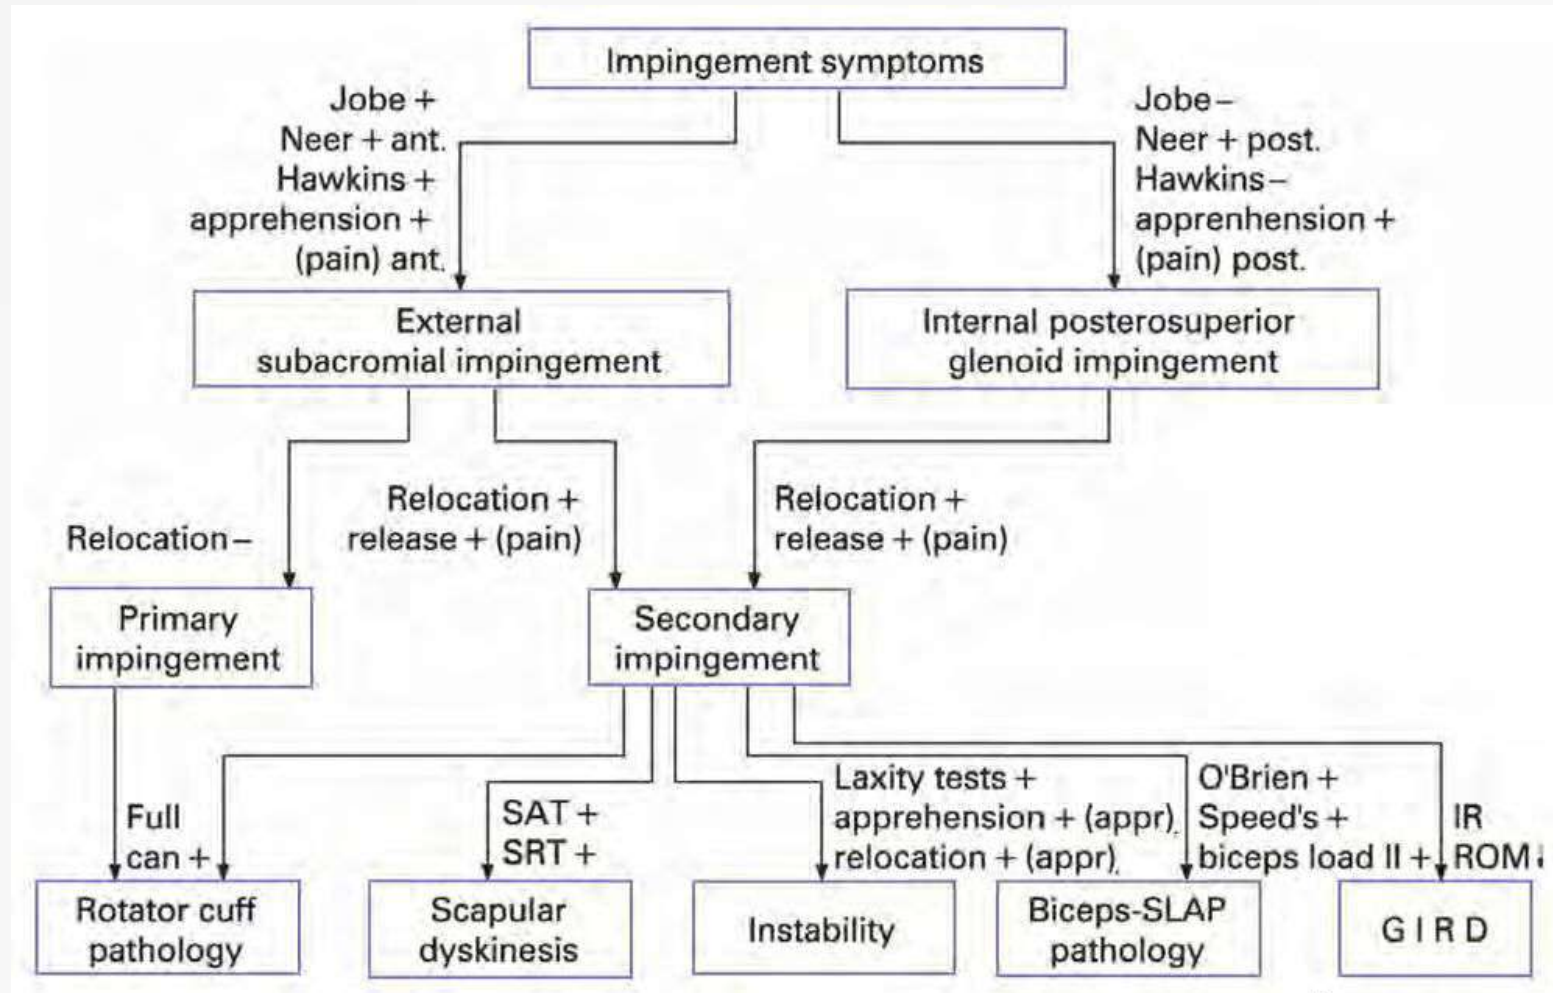 Impingement symptoms
Jobe +
Neer + ant.
Hawkins +
apprehension +
(pain) ant.
Jobe –
Neer + post.
Hawkins –
apprenhension +
(pain) post.
External
subacromial impingement
Internal posterosuperior
glenoid impingement
Relocation –
Relocation +
release + (pain)
Relocation +
release + (pain)
Primary
impingement
Secondary
impingement
Full
can +
SAT +
SRT +
Laxity tests +
apprehension + (appr).
relocation + (appr).
O'Brien +
Speed's +
biceps load II +
IR
ROM ↓
Rotator cuff
pathology
Scapular
dyskinesis
Instability
Biceps-SLAP
pathology
G I R D